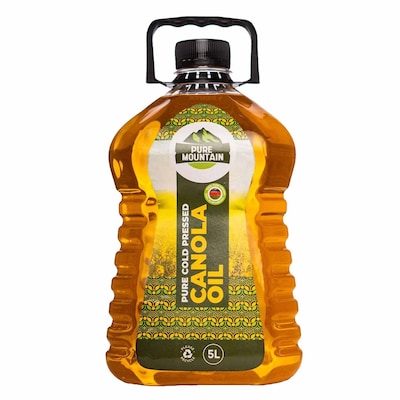 PURE
MOUNTAIN
PURE COLD PRESSED
CANOLA
OIL
5L